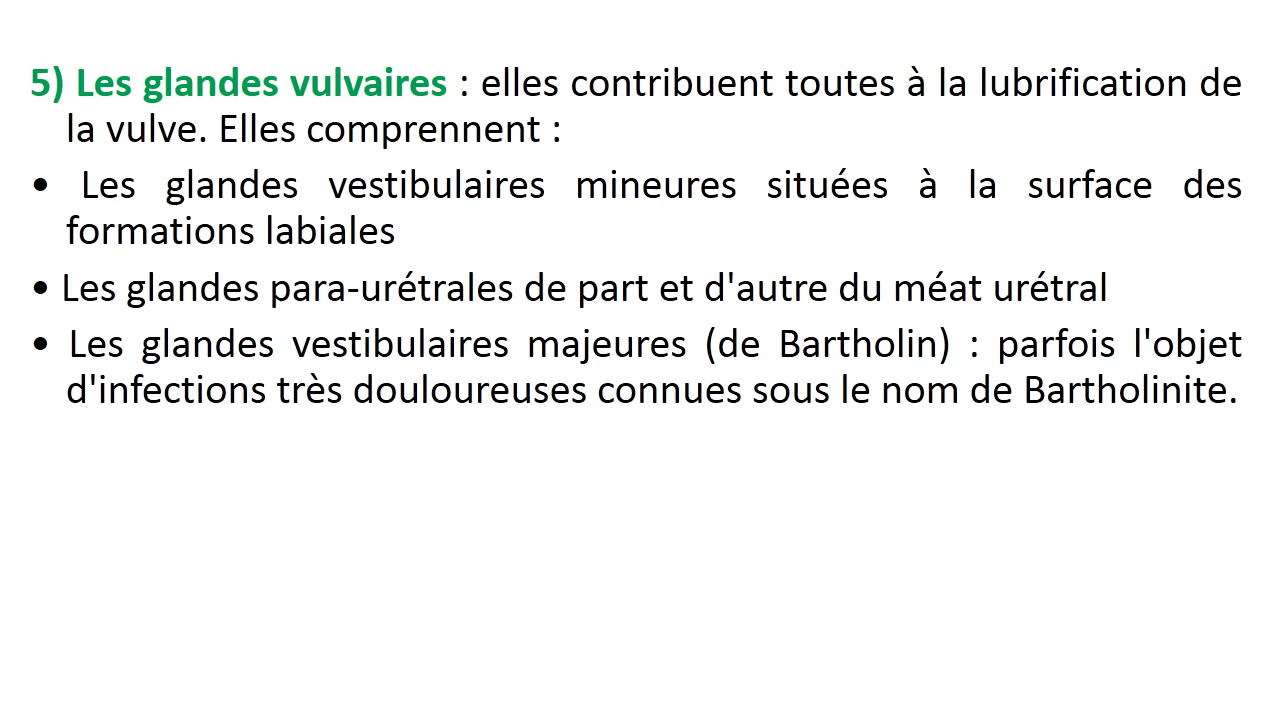 5) Les glandes vulvaires : elles contribuent toutes à la lubrification de
la vulve. Elles comprennent :
• Les glandes vestibulaires mineures situées à la surface des
formations labiales
• Les glandes para-urétrales de part et d'autre du méat urétral
• Les glandes vestibulaires majeures (de Bartholin) : parfois l'objet
d'infections très douloureuses connues sous le nom de Bartholinite.